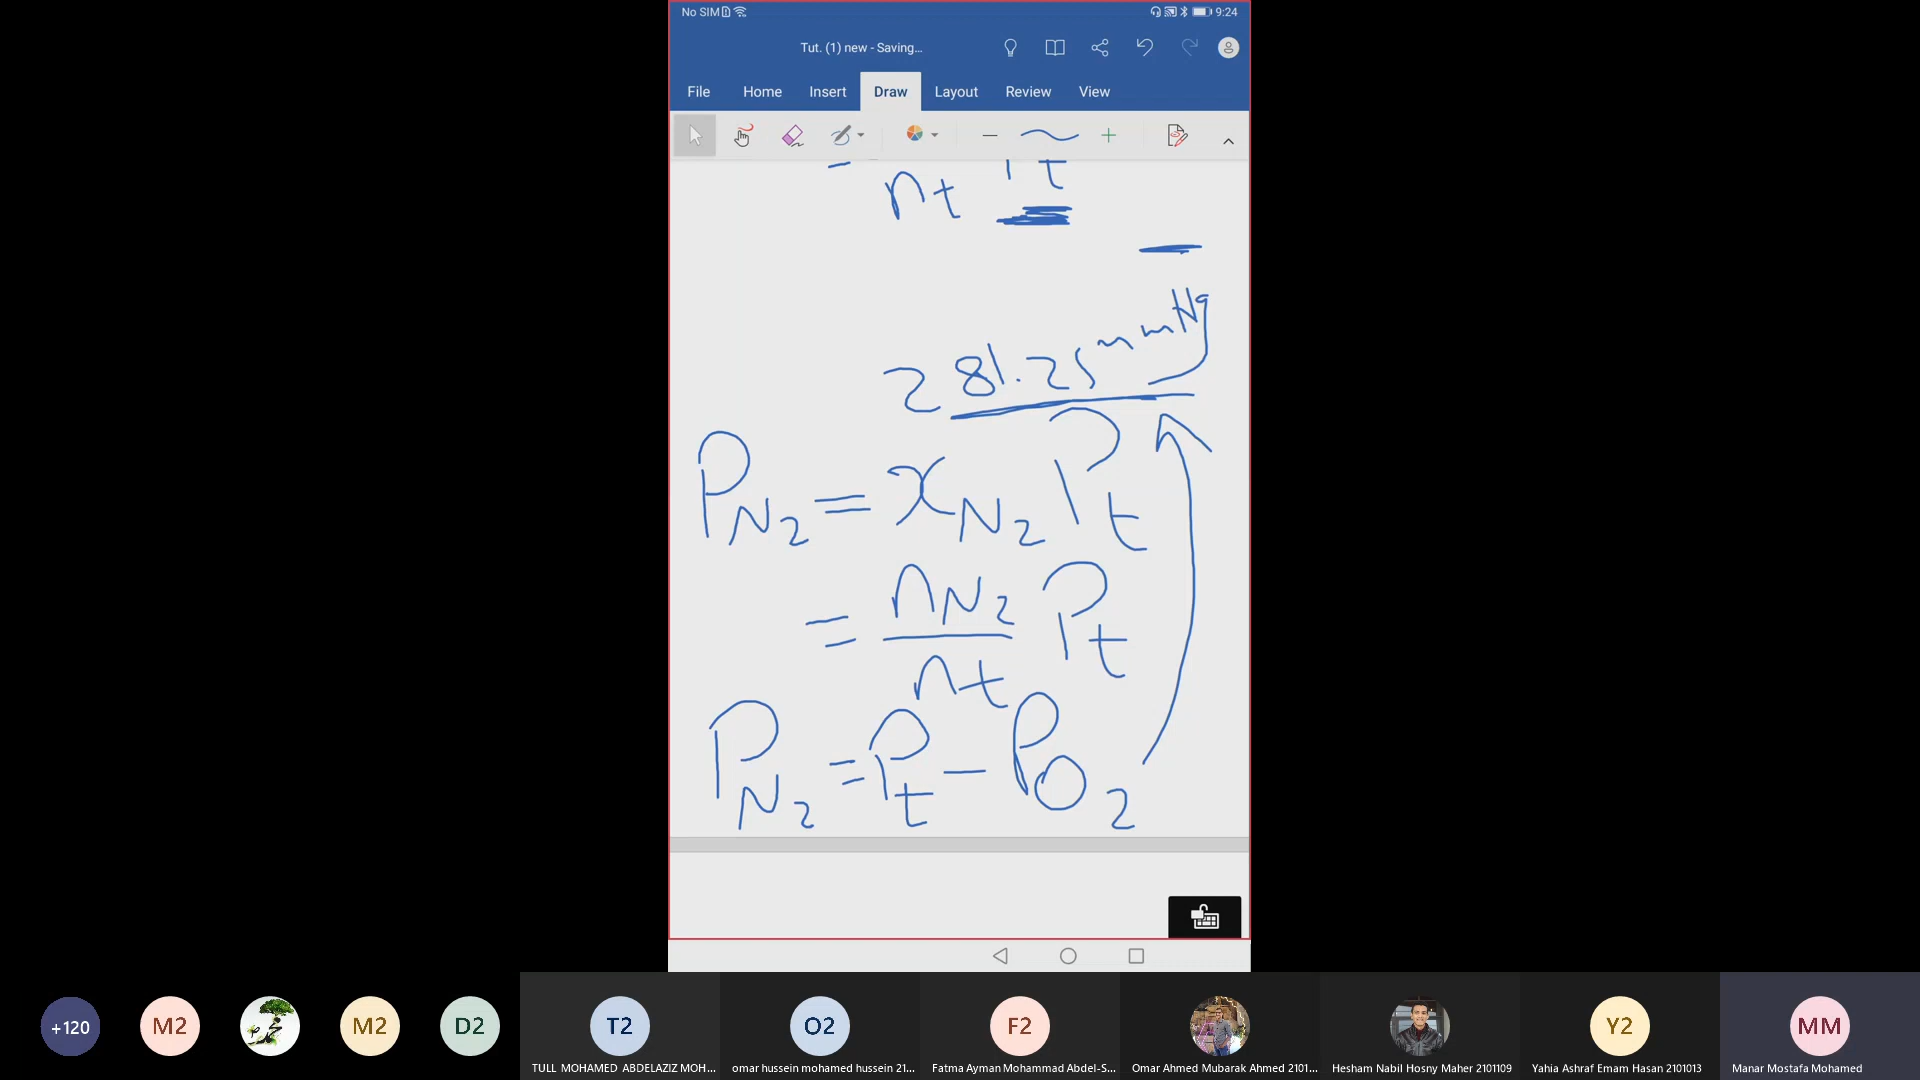 No SIM 9:24
Tut. (1) new - Saving...
File Home Insert Draw Layout Review View
= nt Pt
281.25 mmHg
PN2 = xN2 Pt
= nN2 / nt Pt
PN2 = Pt - PO2
+120 M2 M2 D2 T2 O2 F2 Y2 MM
TULL MOHAMED ABDELAZIZ MOH... omar hussein mohamed hussein 21... Fatma Ayman Mohammad Abdel-S... Omar Ahmed Mubarak Ahmed 2101... Hesham Nabil Hosny Maher 2101109 Yahia Ashraf Emam Hasan 2101013 Manar Mostafa Mohamed